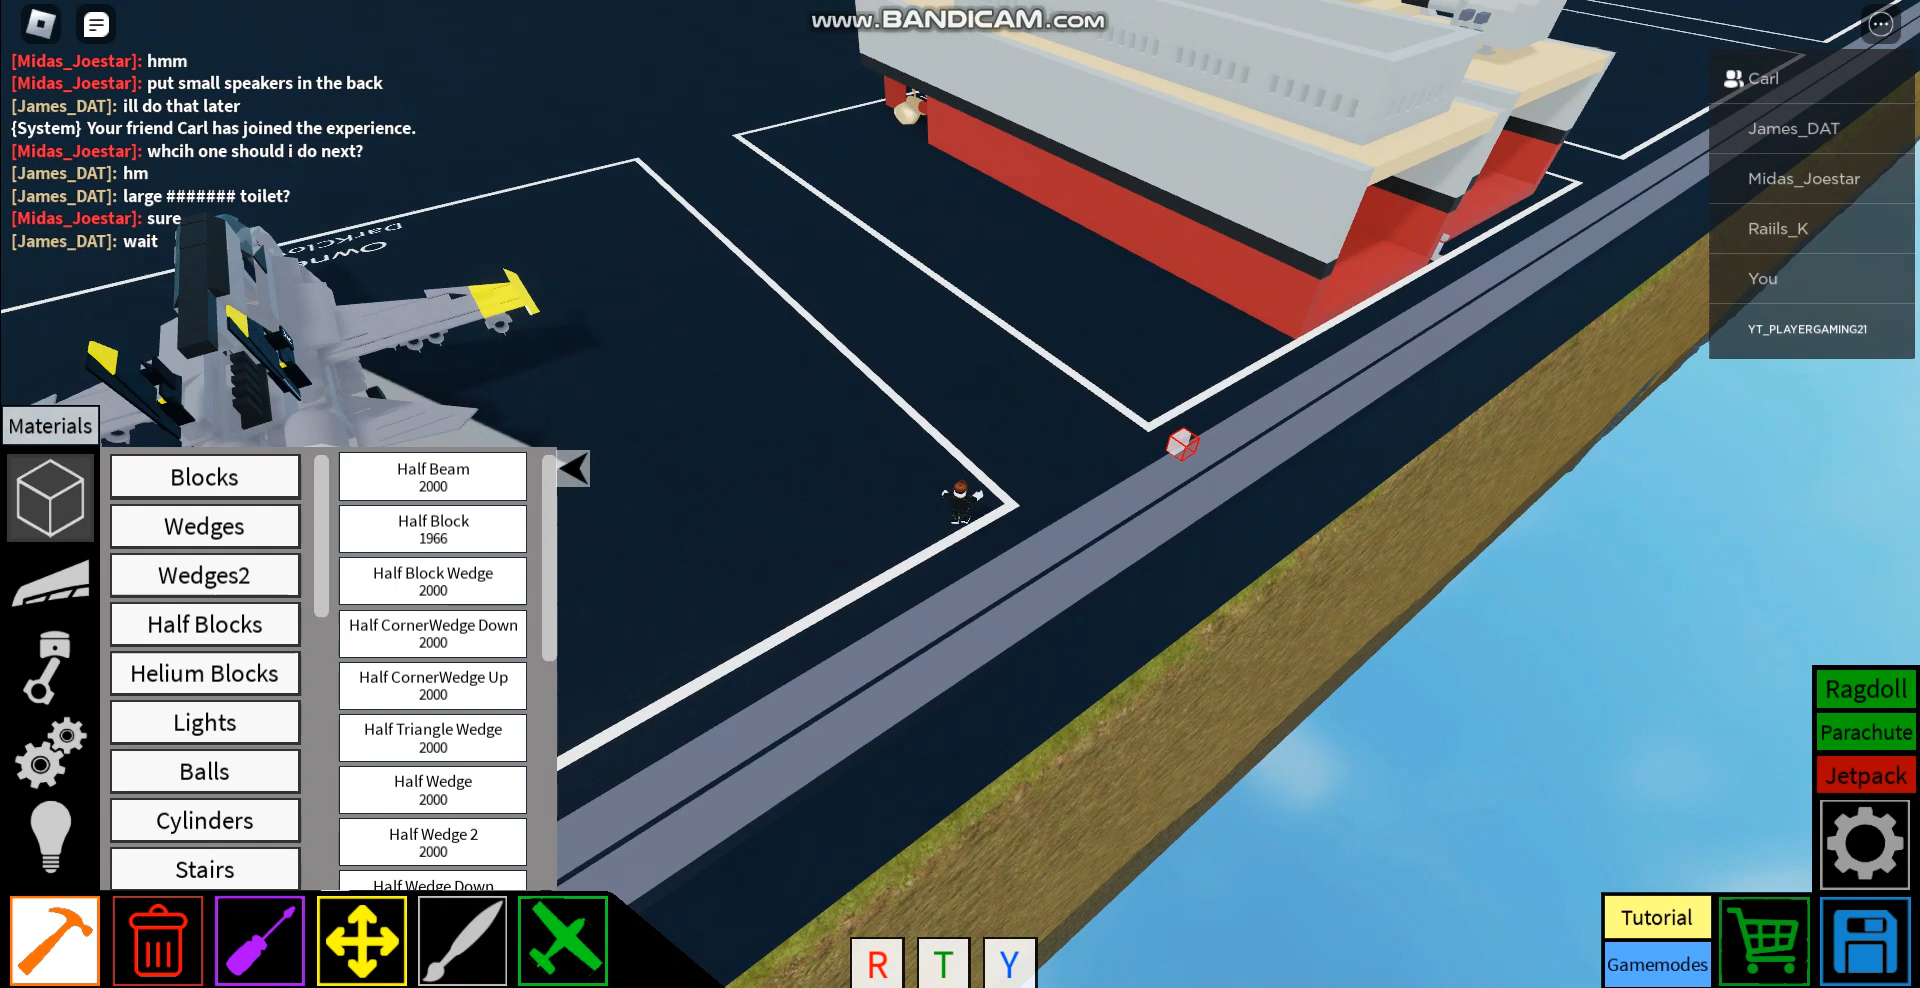 www.BANDICAM.com
[Midas_Joestar]: hmm
[Midas_Joestar]: put small speakers in the back
[James_DAT]: ill do that later
{System} Your friend Carl has joined the experience.
[Midas_Joestar]: whcih one should i do next?
[James_DAT]: hm
[James_DAT]: large ####### toilet?
[Midas_Joestar]: sure
[James_DAT]: wait
Carl
James_DAT
Midas_Joestar
Raiils_K
You
YT_PLAYERGAMING21
Materials
Blocks
Wedges
Wedges2
Half Blocks
Helium Blocks
Lights
Balls
Cylinders
Stairs
Half Beam
2000
Half Block
1966
Half Block Wedge
2000
Half CornerWedge Down
2000
Half CornerWedge Up
2000
Half Triangle Wedge
2000
Half Wedge
2000
Half Wedge 2
2000
Half Wedge Down
Ragdoll
Parachute
Jetpack
Tutorial
Gamemodes
R T Y